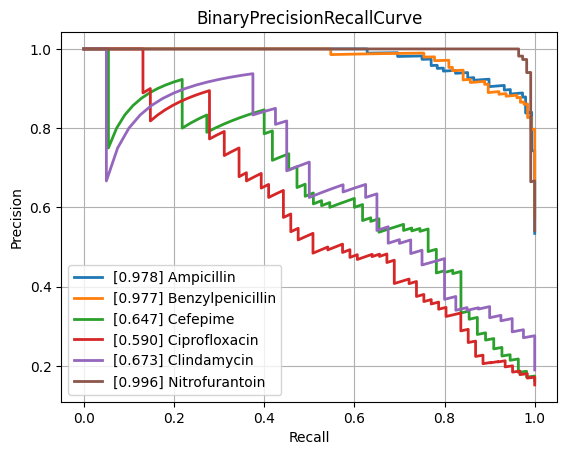 BinaryPrecisionRecallCurve
Precision
1.0
0.8
0.6
0.4
0.2
[0.978] Ampicillin
[0.977] Benzylpenicillin
[0.647] Cefepime
[0.590] Ciprofloxacin
[0.673] Clindamycin
[0.996] Nitrofurantoin
0.0 0.2 0.4 0.6 0.8 1.0
Recall